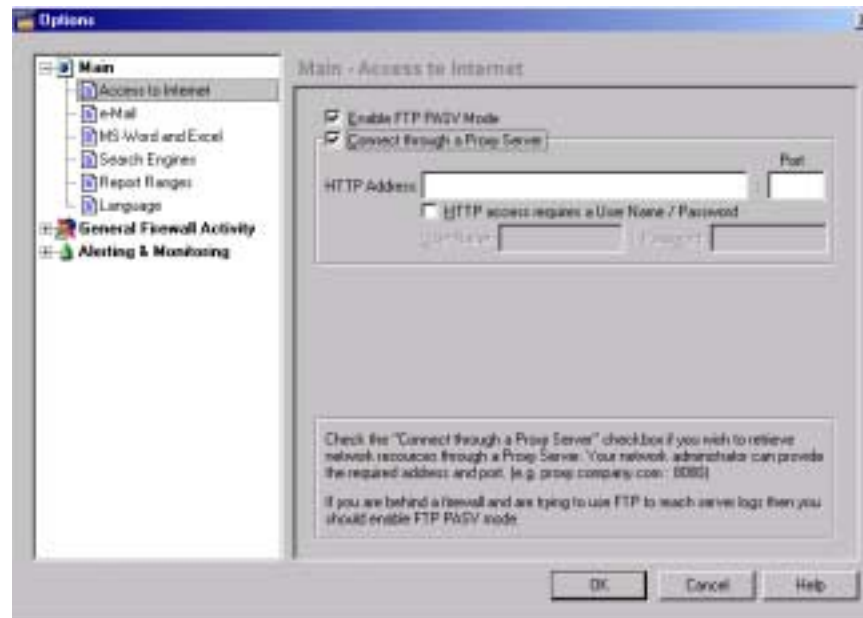 Options
Main
Access to Internet
e-Mail
MS-Word and Excel
Search Engines
Report Ranges
Language
General Firewall Activity
Alerting & Monitoring
Main - Access to Internet
Enable FTP PASV Mode
Connect through a Proxy Server
Port
HTTP Address
:
HTTP access requires a User Name / Password
User Name: Password:
Check the "Connect through a Proxy Server" checkbox if you wish to retrieve
network resources through a Proxy Server. Your network administrator can provide
the required address and port. (e.g. proxy.company.com : 8080)
If you are behind a firewall and are trying to use FTP to reach server logs then you
should enable FTP PASV mode.
OK Cancel Help